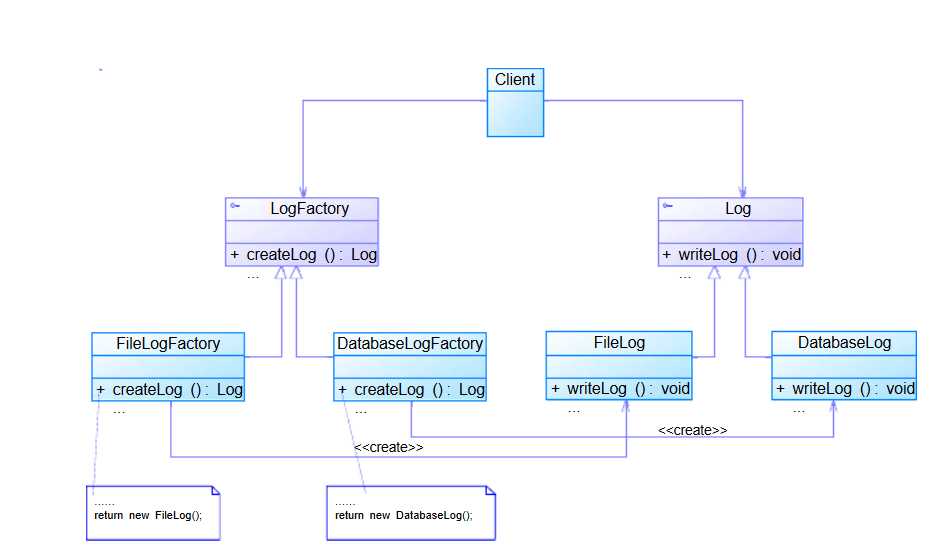 Client
LogFactory
+ createLog () : Log
...
Log
+ writeLog () : void
...
FileLogFactory
+ createLog () : Log
...
DatabaseLogFactory
+ createLog () : Log
...
FileLog
+ writeLog () : void
...
DatabaseLog
+ writeLog () : void
...
<<create>>
<<create>>
......
return new FileLog();
......
return new DatabaseLog();